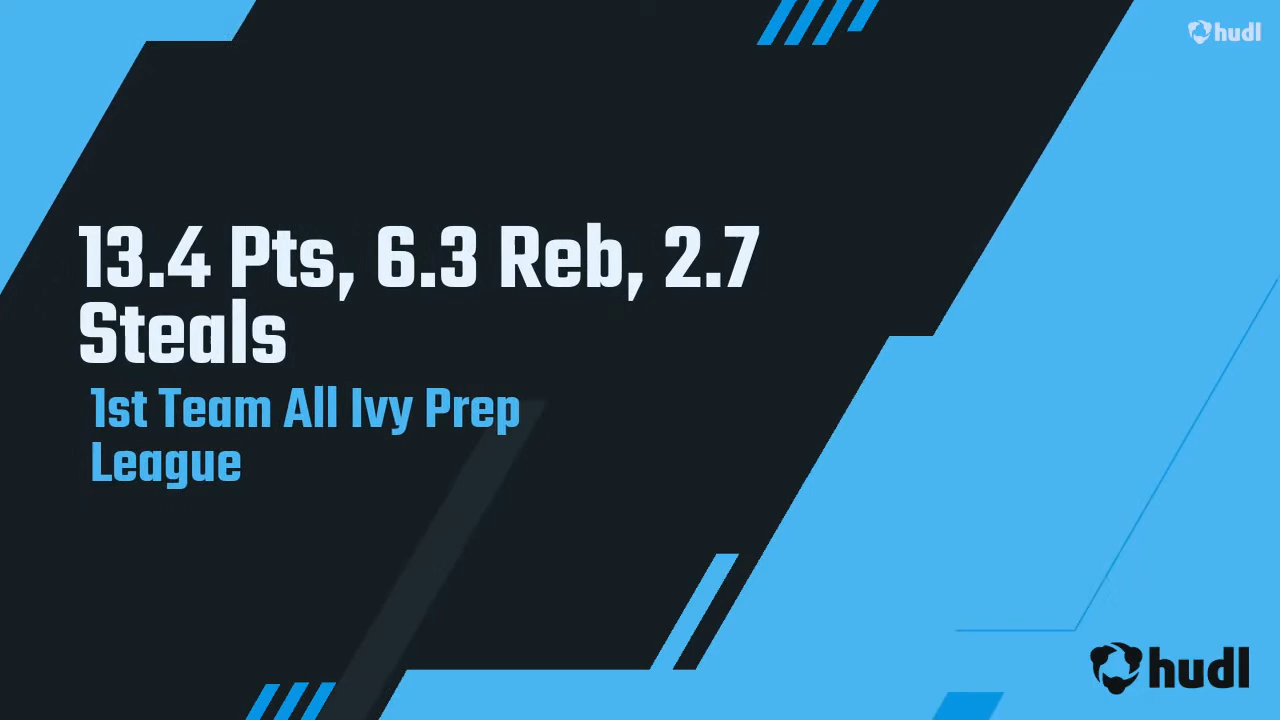 hudl
13.4 Pts, 6.3 Reb, 2.7
Steals
1st Team All Ivy Prep
League
hudl